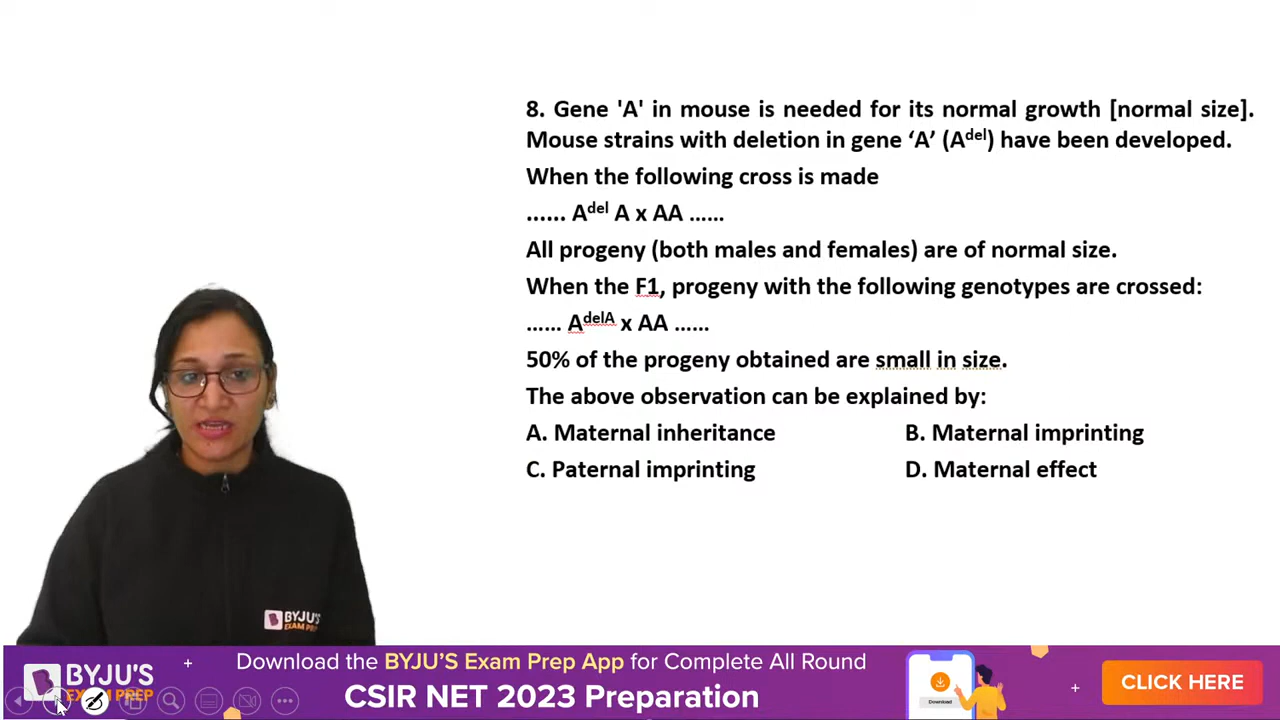 8. Gene 'A' in mouse is needed for its normal growth [normal size].
Mouse strains with deletion in gene ‘A’ (Adel) have been developed.
When the following cross is made
...... Adel A x AA ......
All progeny (both males and females) are of normal size.
When the F1, progeny with the following genotypes are crossed:
...... AdelA x AA ......
50% of the progeny obtained are small in size.
The above observation can be explained by:
A. Maternal inheritance B. Maternal imprinting
C. Paternal imprinting D. Maternal effect
BYJU'S
EXAM PREP
BYJU'S
EXAM PREP
Download the BYJU'S Exam Prep App for Complete All Round
CSIR NET 2023 Preparation
Download
CLICK HERE